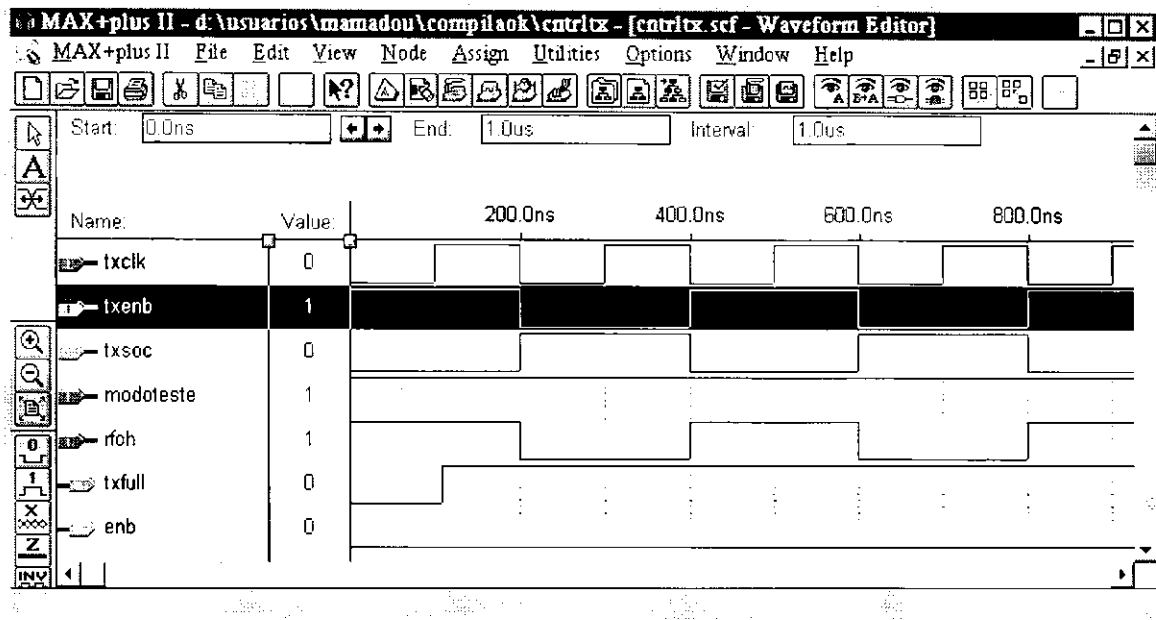 MAX+plus II - d:\usuarios\mamadou\compilaok\cntrltx - [cntrltx.scf - Waveform Editor]
MAX+plus II File Edit View Node Assign Utilities Options Window Help
Start: 0.0ns End: 1.0us Interval: 1.0us
Name: Value: 200.0ns 400.0ns 600.0ns 800.0ns
txclk 0
txenb 1
txsoc 0
modoteste 1
rfoh 1
txfull 0
enb 0
A
0
1
X
Z
INV